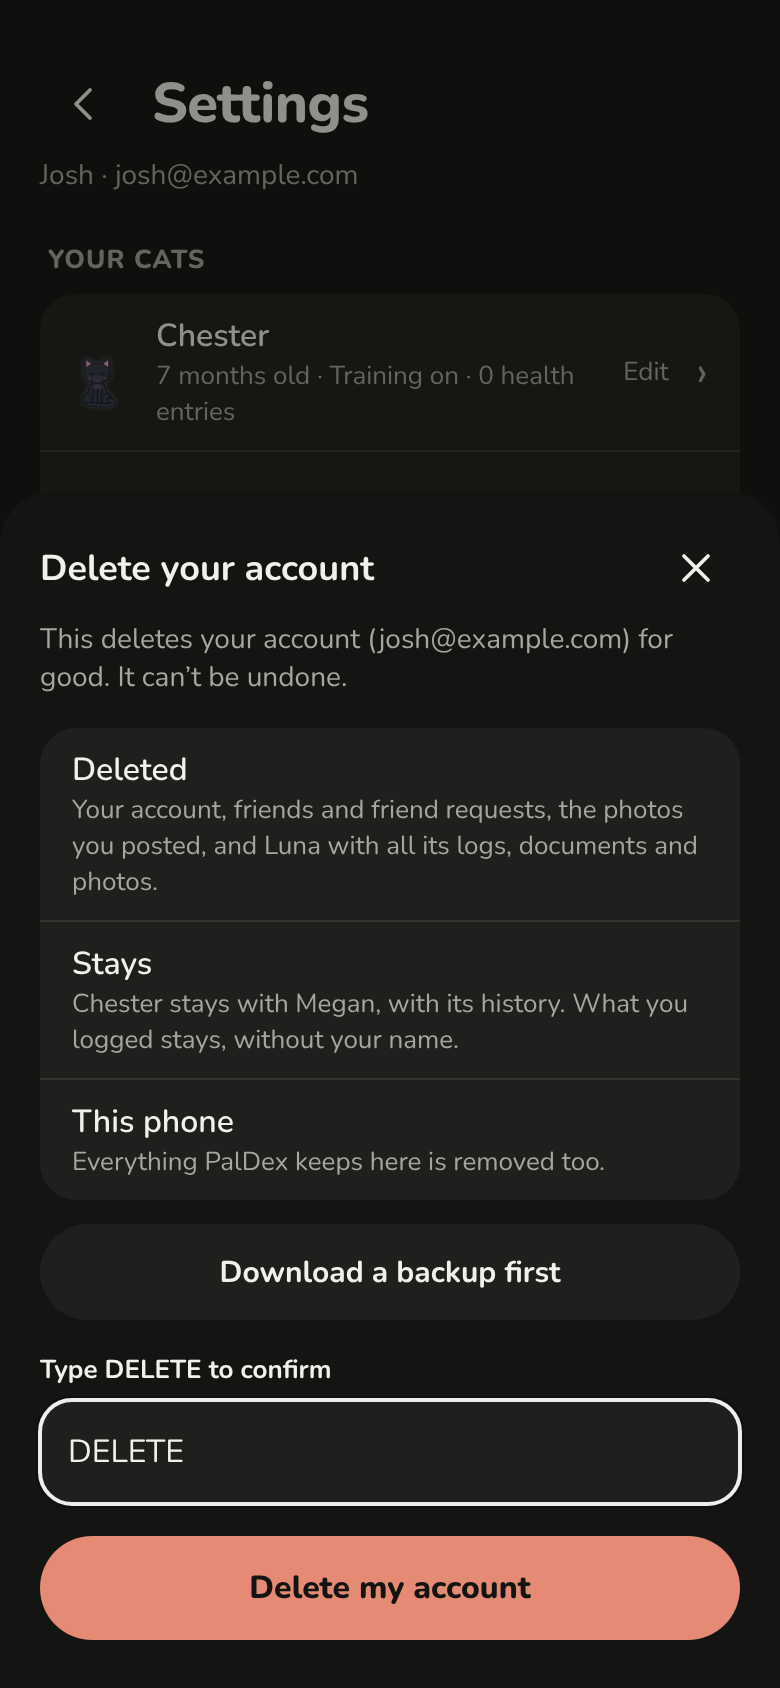 Settings
Josh · josh@example.com
YOUR CATS
Chester
7 months old · Training on · 0 health
entries
Edit ›
Delete your account
This deletes your account (josh@example.com) for
good. It can’t be undone.
Deleted
Your account, friends and friend requests, the photos
you posted, and Luna with all its logs, documents and
photos.
Stays
Chester stays with Megan, with its history. What you
logged stays, without your name.
This phone
Everything PalDex keeps here is removed too.
Download a backup first
Type DELETE to confirm
DELETE
Delete my account